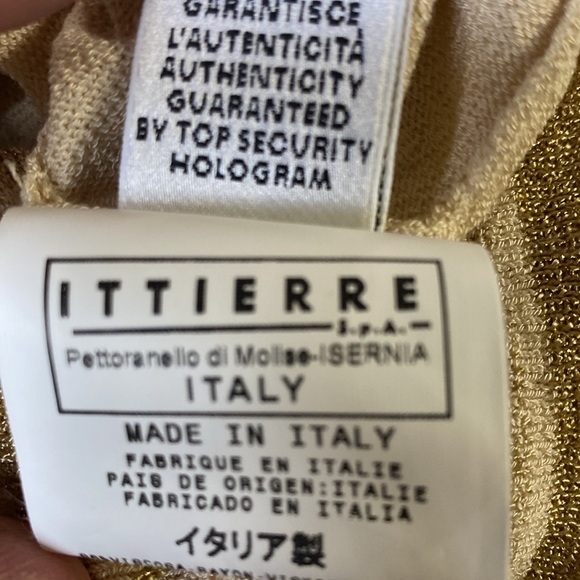 GARANTISCE
L'AUTENTICITÀ
AUTHENTICITY
GUARANTEED
BY TOP SECURITY
HOLOGRAM
ITTIERRE
S.p.A.
Pettoranello di Molise-ISERNIA
ITALY
MADE IN ITALY
FABRIQUE EN ITALIE
PAIS DE ORIGEN:ITALIE
FABRICADO EN ITALIA
イタリア製